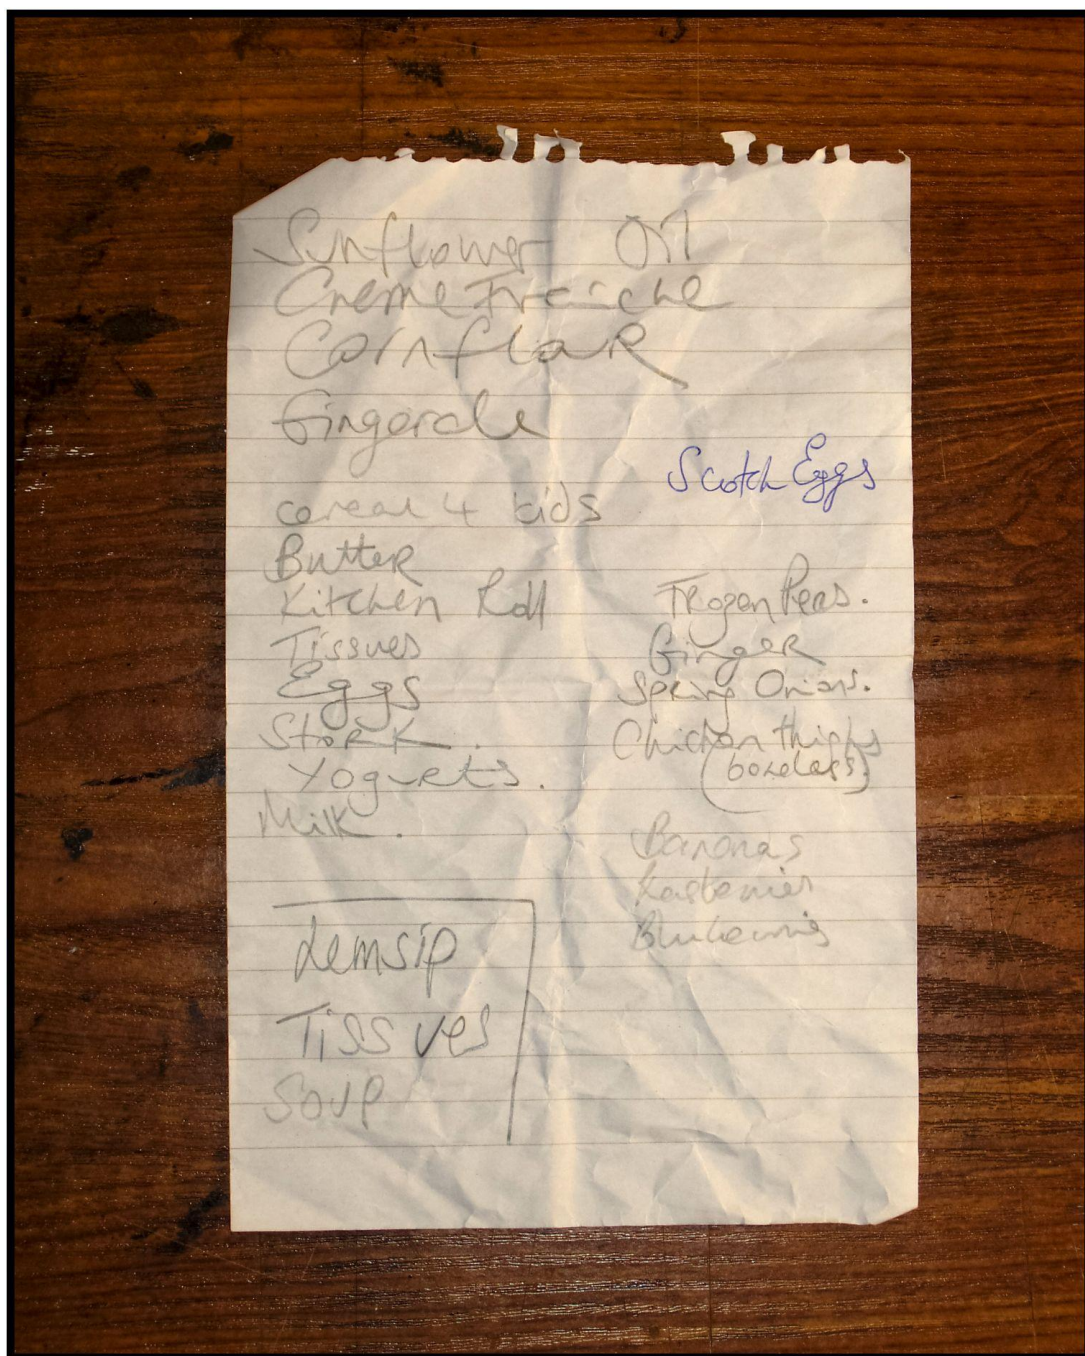 Sunflower Oil
Creme Freiche
CornflouR
Gingerale
cereal 4 kids
ButteR
Kitchen Roll
Tissues
Eggs
StoRK.
Yogurts.
Milk.
Lemsip
Tissues
Soup
Scotch Eggs
FRozen Peas.
GingeR
SpRing Onions.
Chicken thighs
(boneless)
Bananas
Rasberries
Blueberries